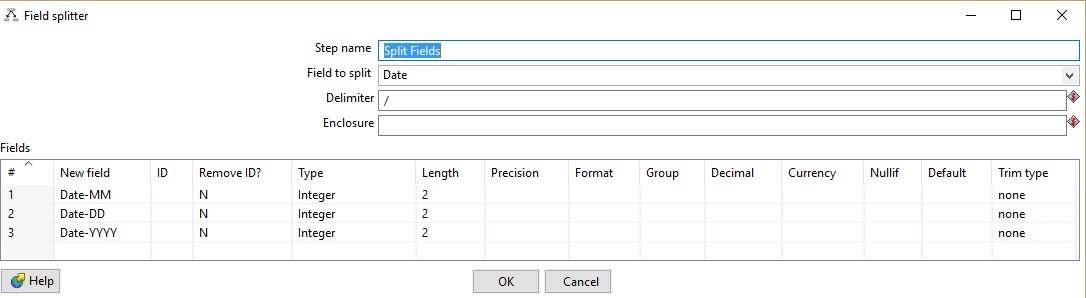 Field splitter
Step name Split Fields
Field to split Date
Delimiter /
Enclosure
Fields
# New field ID Remove ID? Type Length Precision Format Group Decimal Currency Nullif Default Trim type
1 Date-MM N Integer 2 none
2 Date-DD N Integer 2 none
3 Date-YYYY N Integer 2 none
Help OK Cancel